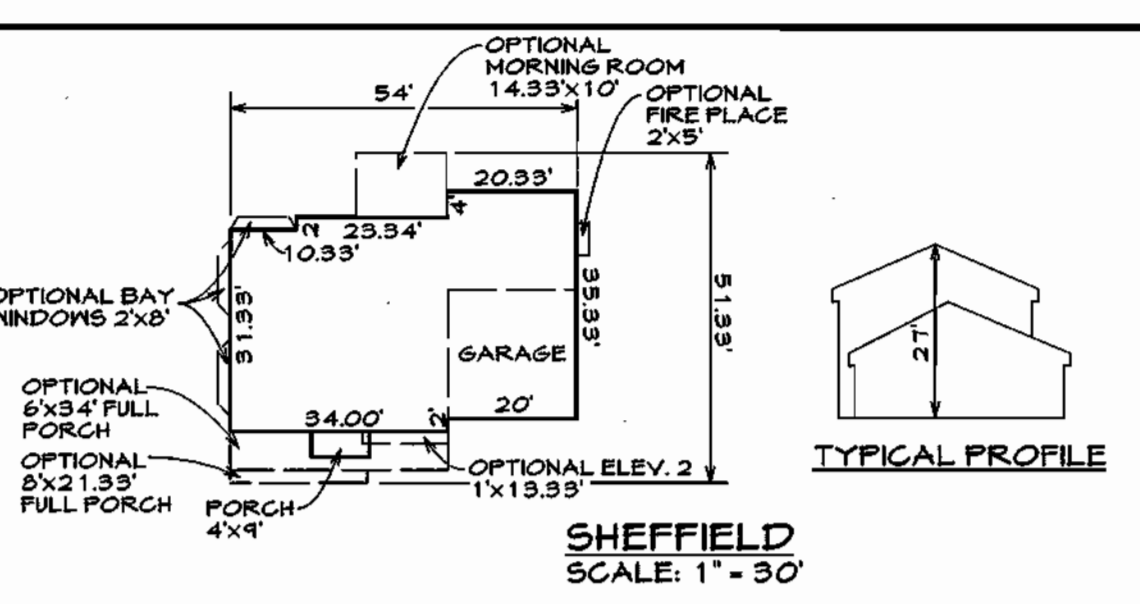 OPTIONAL
MORNING ROOM
14.33'x10'
54'
OPTIONAL
FIRE PLACE
2'x5'
20.33'
4'
2'
23.34'
10.33'
OPTIONAL BAY
WINDOWS 2'x8'
31.33'
35.33'
51.33'
GARAGE
27'
OPTIONAL
6'x34' FULL
PORCH
34.00'
2'
20'
TYPICAL PROFILE
OPTIONAL
8'x21.33'
FULL PORCH
PORCH
4'x9'
OPTIONAL ELEV. 2
1'x13.33'
SHEFFIELD
SCALE: 1" = 30'